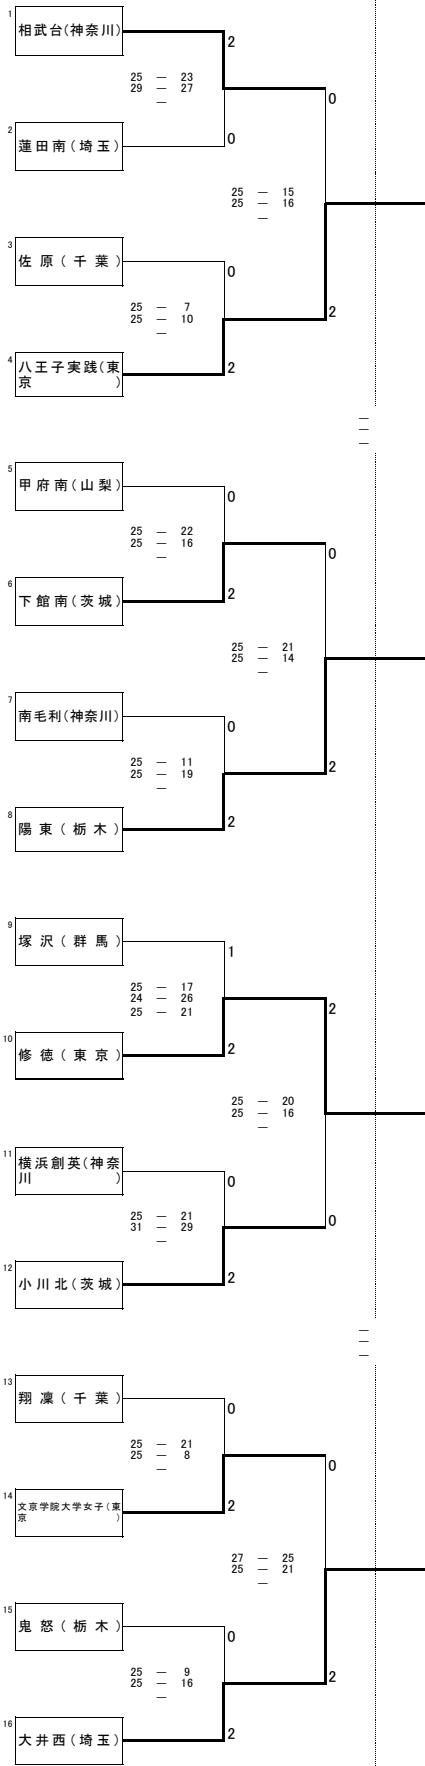 1
相武台(神奈川)
2
25 — 23
29 — 27
—
0
2
蓮田南(埼玉)
0
25 — 15
25 — 16
—
3
佐原(千葉)
0
25 — 7
25 — 10
—
2
4
八王子実践(東
京)
2
—
—
—
5
甲府南(山梨)
0
25 — 22
25 — 16
—
0
6
下館南(茨城)
2
25 — 21
25 — 14
—
7
南毛利(神奈川)
0
25 — 11
25 — 19
—
2
8
陽東(栃木)
2
9
塚沢(群馬)
1
25 — 17
24 — 26
25 — 21
2
10
修徳(東京)
2
25 — 20
25 — 16
—
11
横浜創英(神奈
川)
0
25 — 21
31 — 29
—
0
12
小川北(茨城)
2
—
—
—
13
翔凜(千葉)
0
25 — 21
25 — 8
—
0
14
文京学院大学女子(東
京)
2
27 — 25
25 — 21
—
15
鬼怒(栃木)
0
25 — 9
25 — 16
—
2
16
大井西(埼玉)
2